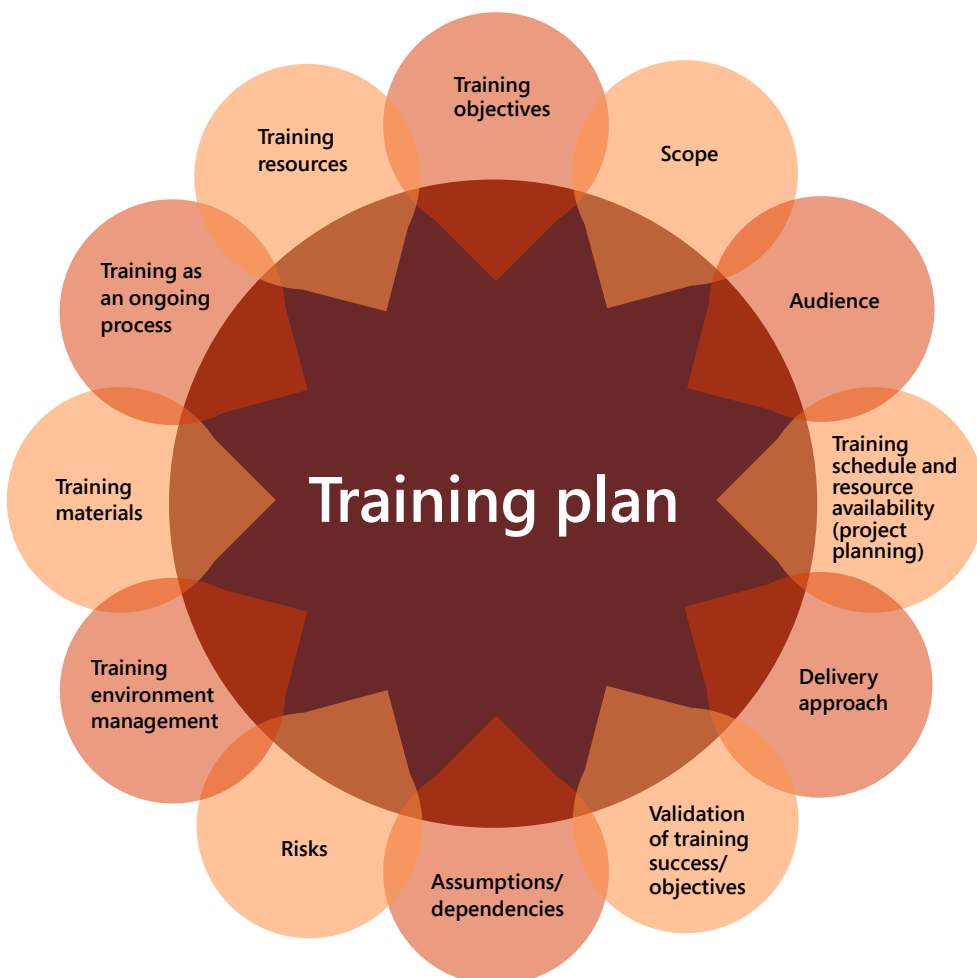 Training
objectives
Scope
Audience
Training
schedule and
resource
availability
(project
planning)
Delivery
approach
Validation
of training
success/
objectives
Assumptions/
dependencies
Risks
Training
environment
management
Training
materials
Training as
an ongoing
process
Training
resources
Training plan